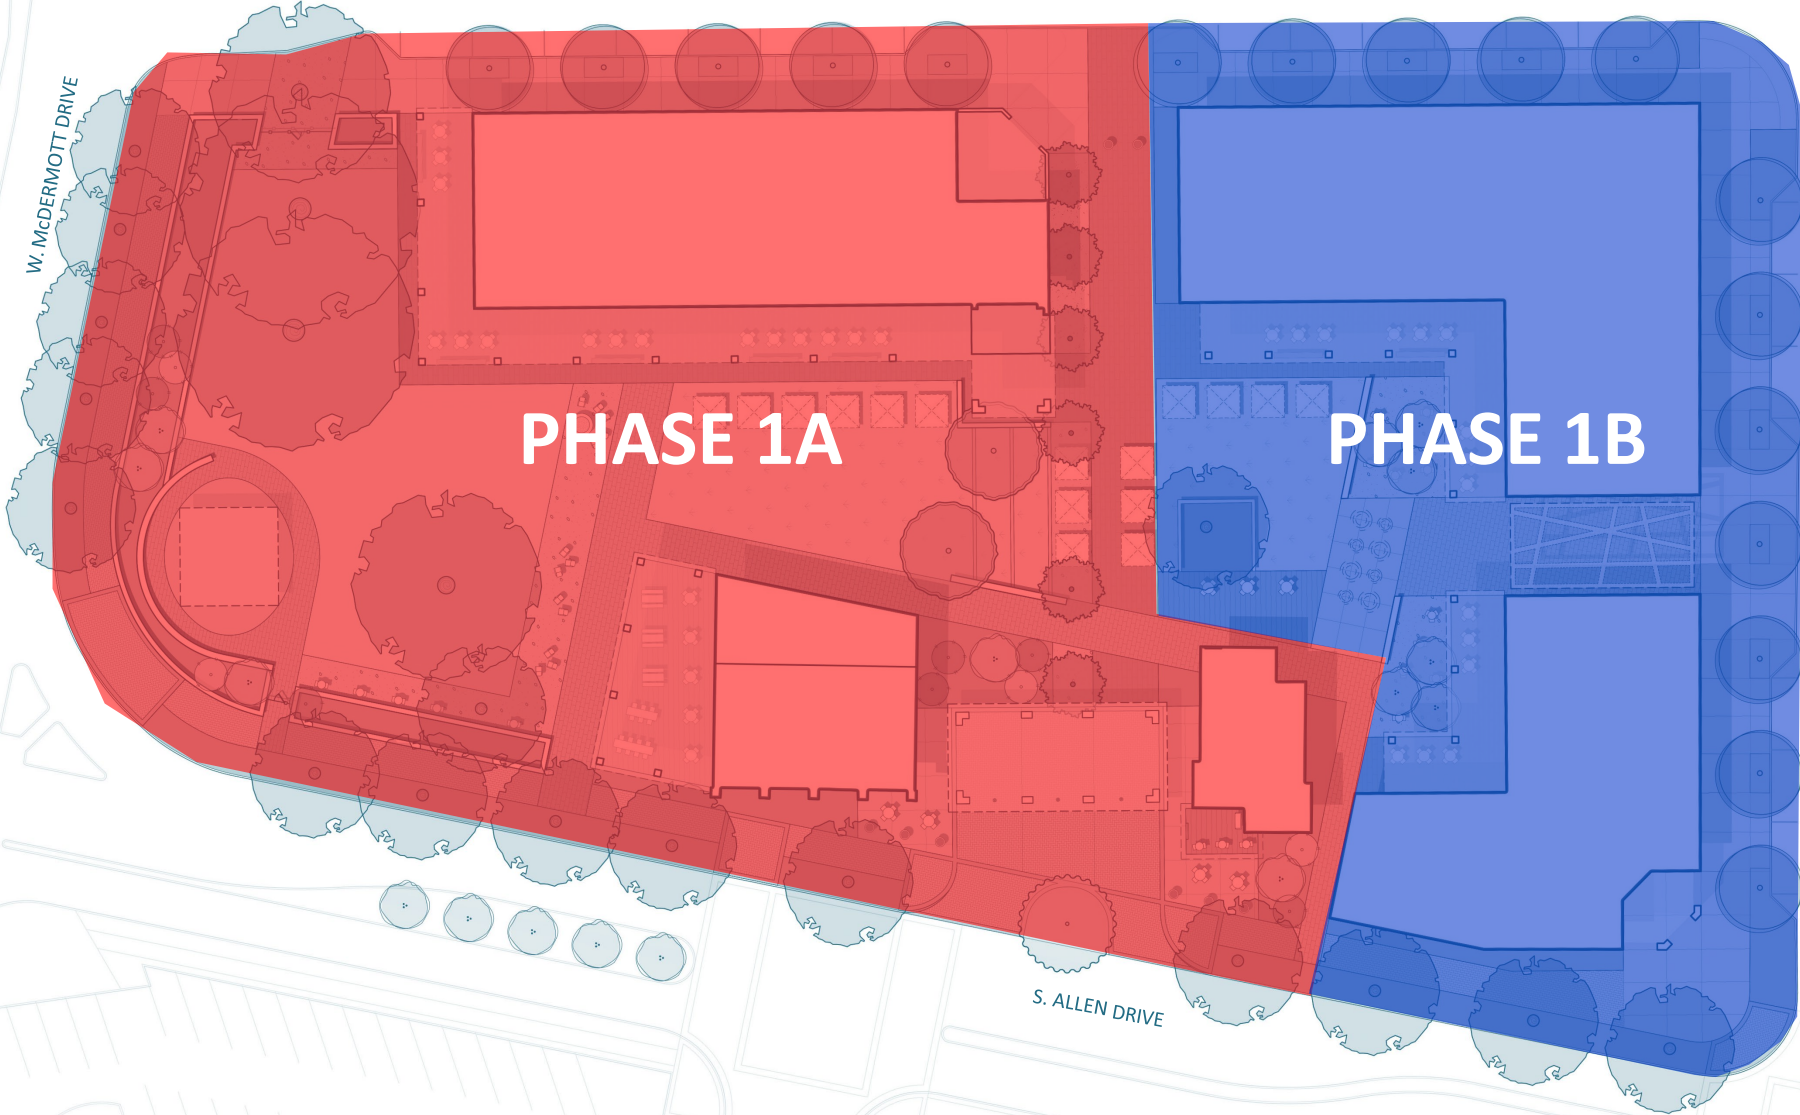 W. McDERMOTT DRIVE
PHASE 1A
PHASE 1B
S. ALLEN DRIVE